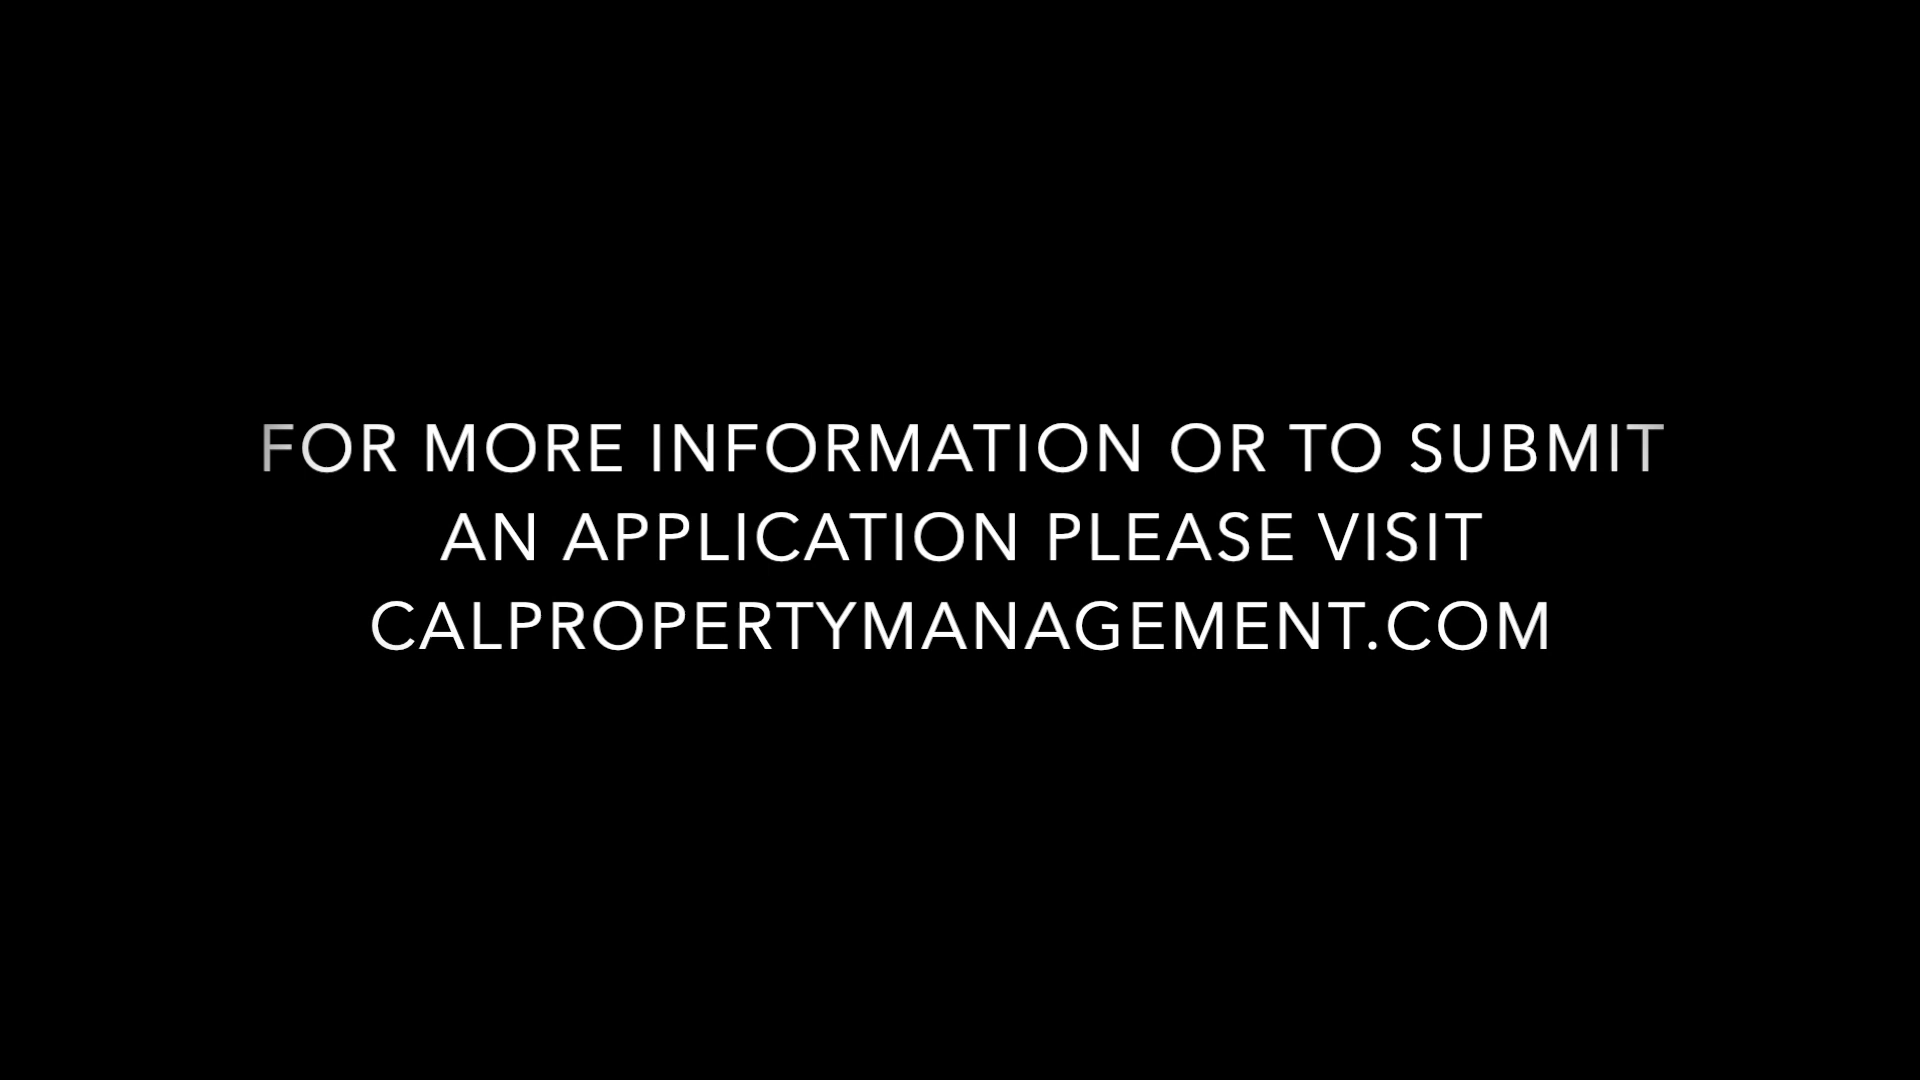 FOR MORE INFORMATION OR TO SUBMIT
AN APPLICATION PLEASE VISIT
CALPROPERTYMANAGEMENT.COM